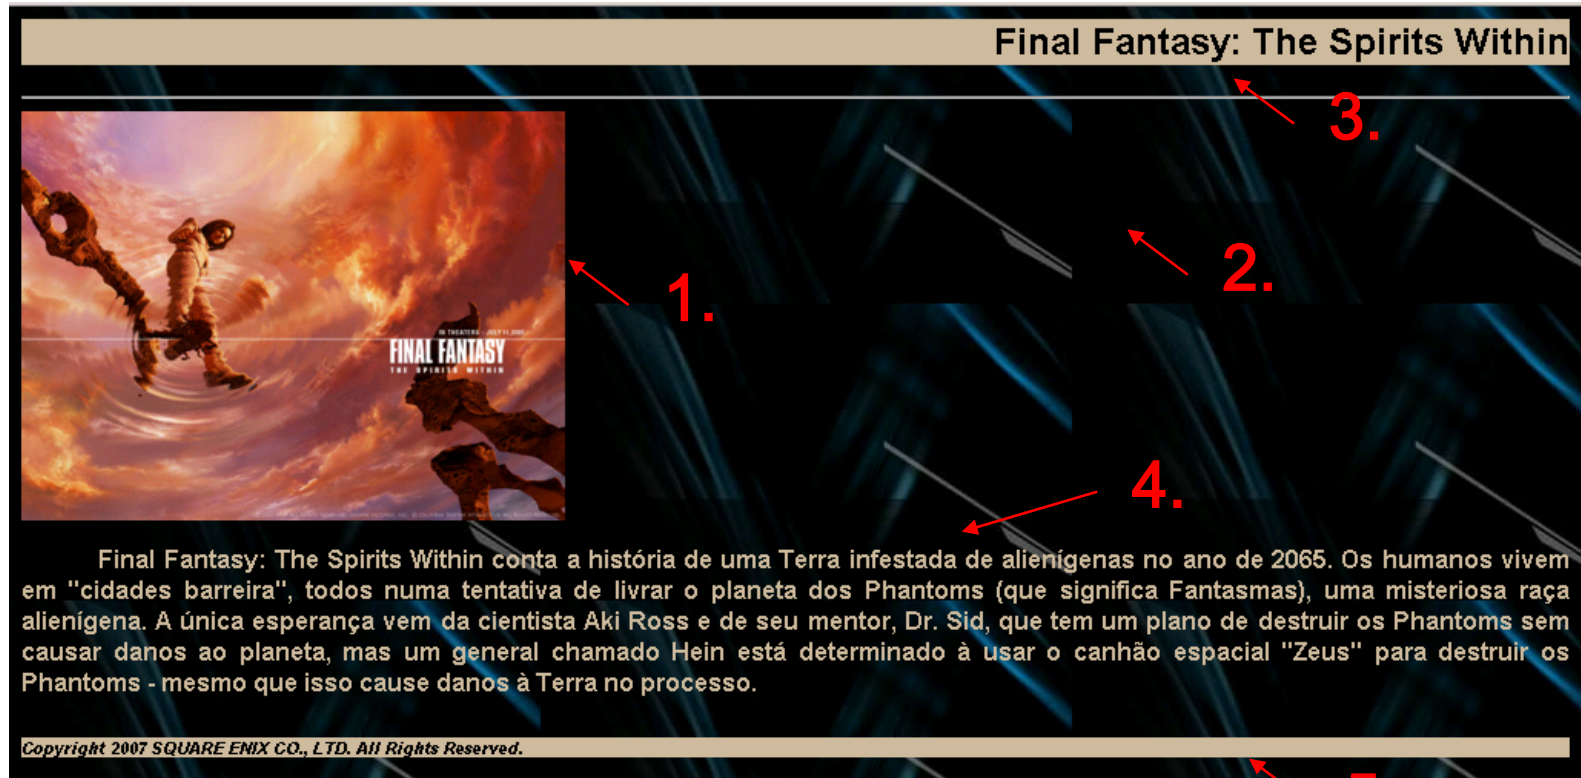 Final Fantasy: The Spirits Within
3.
2.
1.
IN THEATERS - JULY 11, 2001
FINAL FANTASY
THE SPIRITS WITHIN
4.
Final Fantasy: The Spirits Within conta a história de uma Terra infestada de alienígenas no ano de 2065. Os humanos vivem
em "cidades barreira", todos numa tentativa de livrar o planeta dos Phantoms (que significa Fantasmas), uma misteriosa raça
alienígena. A única esperança vem da cientista Aki Ross e de seu mentor, Dr. Sid, que tem um plano de destruir os Phantoms sem
causar danos ao planeta, mas um general chamado Hein está determinado à usar o canhão espacial "Zeus" para destruir os
Phantoms - mesmo que isso cause danos à Terra no processo.
Copyright 2007 SQUARE ENIX CO., LTD. All Rights Reserved.